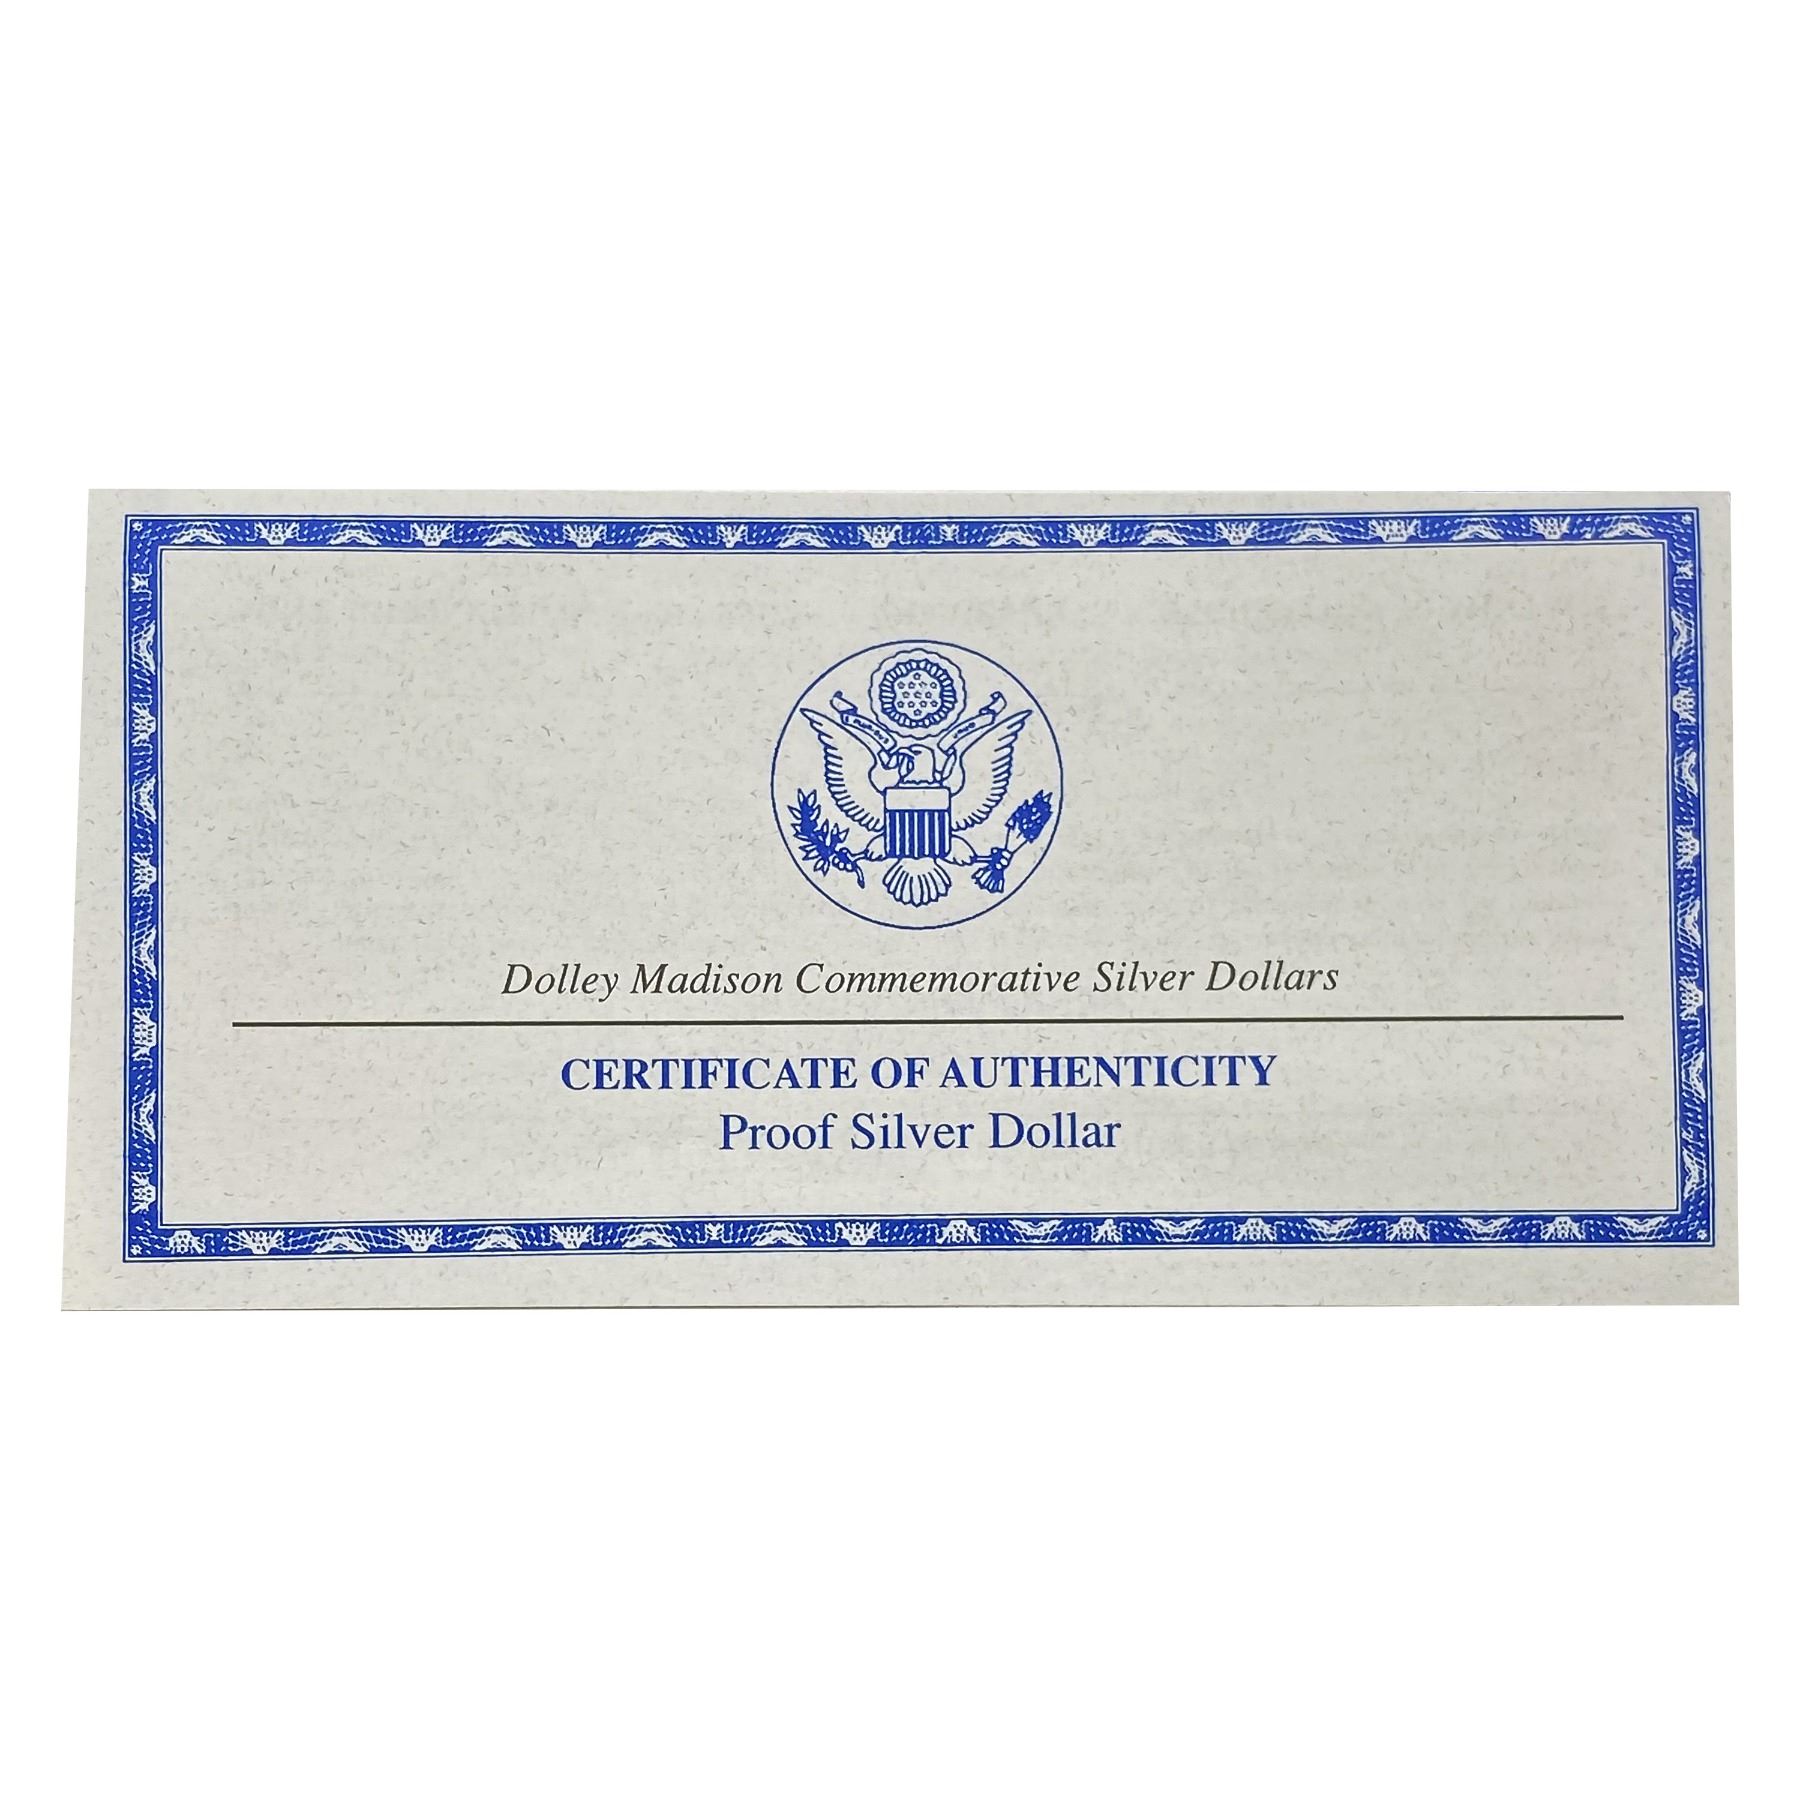 Dolley Madison Commemorative Silver Dollars
CERTIFICATE OF AUTHENTICITY
Proof Silver Dollar